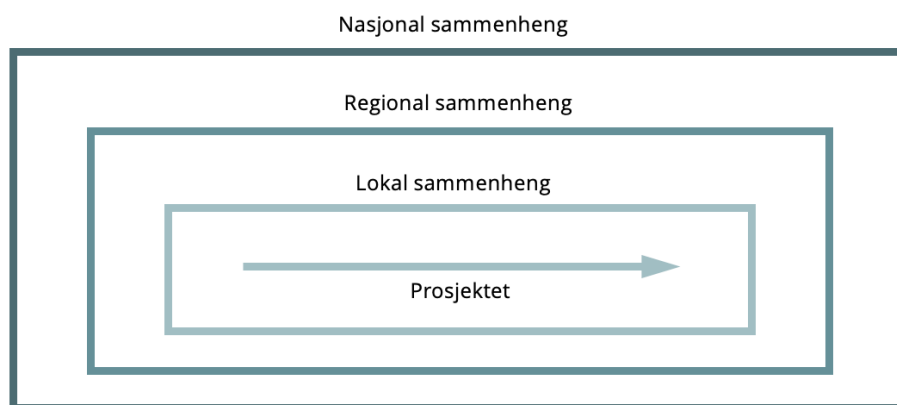 Nasjonal sammenheng
Regional sammenheng
Lokal sammenheng
Prosjektet